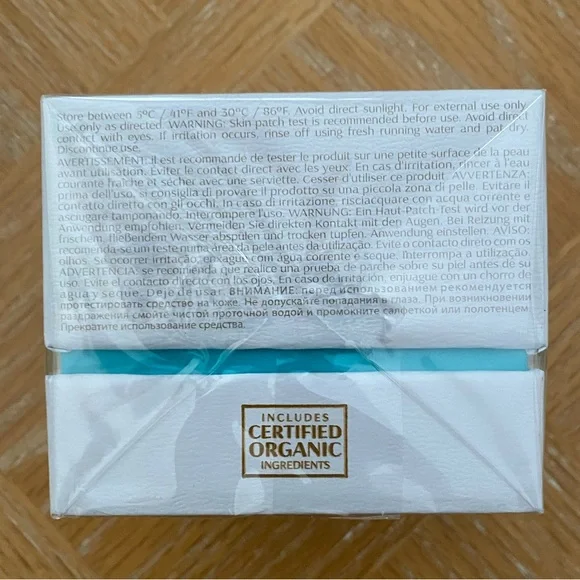 Store between 5ºC / 41ºF and 30ºC / 86ºF. Avoid direct sunlight. For external use only
Use only as directed. WARNING: Skin patch test is recommended before use. Avoid direct
contact with eyes. If irritation occurs, rinse off using fresh running water and pat dry.
Discontinue use.
AVERTISSEMENT: Il est recommandé de tester le produit sur une petite surface de la peau
avant utilisation. Eviter le contact direct avec les yeux. En cas d'irritation, rincer à l'eau
courante fraîche et sécher avec une serviette. Cesser d'utiliser ce produit. AVVERTENZA:
prima dell'uso, si consiglia di provare il prodotto su una piccola zona di pelle. Evitare il
contatto diretto con gli occhi. In caso di irritazione, risciacquare con acqua corrente e
asciugare tamponando. Interrompere l'uso. WARNUNG: Ein Haut-Patch-Test wird vor der
Anwendung empfohlen. Vermeiden Sie direkten Kontakt mit den Augen. Bei Reizung mit
frischem, fließendem Wasser abspülen und trocken tupfen. Anwendung einstellen. AVISO:
recomenda-se um teste numa área da pele antes da utilização. Evite o contacto direto com os
olhos. Se ocorrer irritação, enxague com água corrente e seque. Interrompa a utilização.
ADVERTENCIA: se recomienda que realice una prueba de parche sobre su piel antes de su
uso. Evite el contacto directo con los ojos. En caso de irritación, enjuague con un chorro de
agua y seque. Deje de usar. ВНИМАНИЕ: перед использованием рекомендуется
протестировать средство на коже. Не допускайте попадания в глаза. При возникновении
раздражения смойте чистой проточной водой и промокните салфеткой или полотенцем
Прекратите использование средства.
INCLUDES
CERTIFIED
ORGANIC
INGREDIENTS